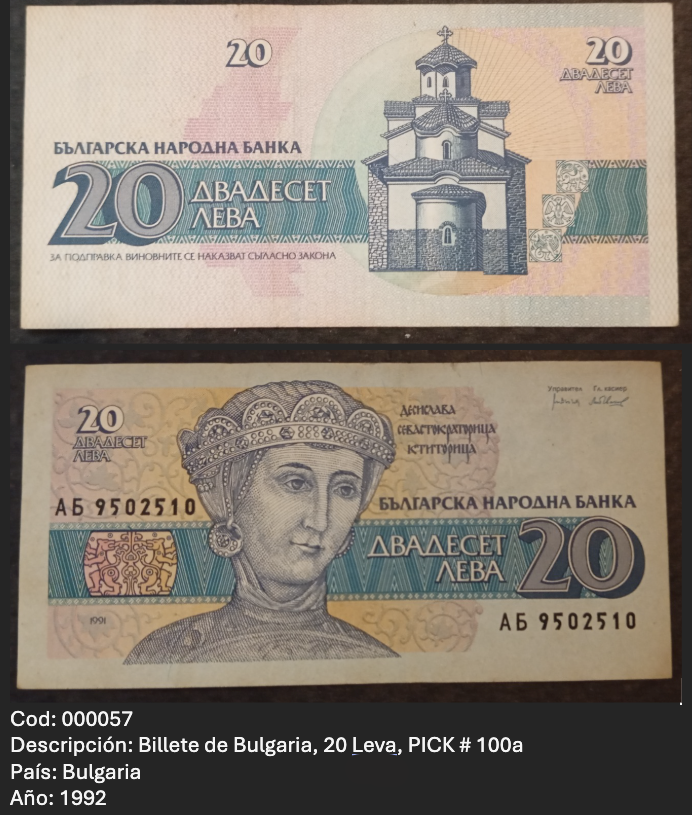 20
20
ДВАДЕСЕТ
ЛЕВА
БЪЛГАРСКА НАРОДНА БАНКА
20 ДВАДЕСЕТ
ЛЕВА
ЗА ПОДПРАВКА ВИНОВНИТЕ СЕ НАКАЗВАТ СЪГЛАСНО ЗАКОНА
20
ДВАДЕСЕТ
ЛЕВА
ДЕСИСЛАВА
СЕВАСТОКРАТОРИЦА
КТИТОРИЦА
Управител Гл. касиер
АБ 9502510
БЪЛГАРСКА НАРОДНА БАНКА
ДВАДЕСЕТ
ЛЕВА 20
АБ 9502510
1991
Cod: 000057
Descripción: Billete de Bulgaria, 20 Leva, PICK # 100a
País: Bulgaria
Año: 1992